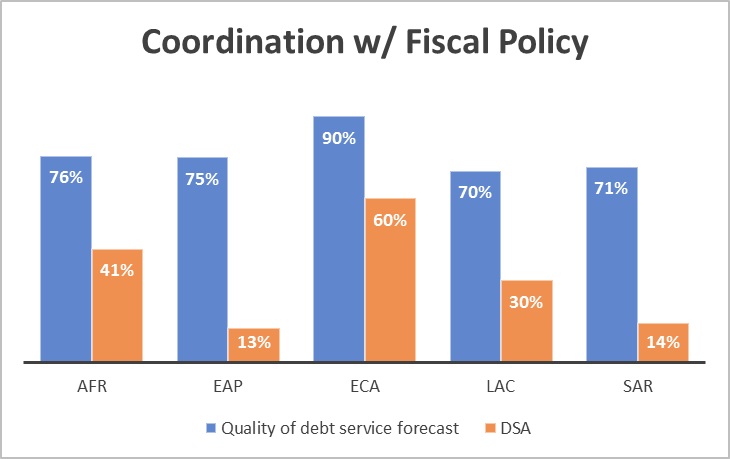 Coordination w/ Fiscal Policy
76% 75% 90% 70% 71%
41% 13% 60% 30% 14%
AFR EAP ECA LAC SAR
Quality of debt service forecast DSA